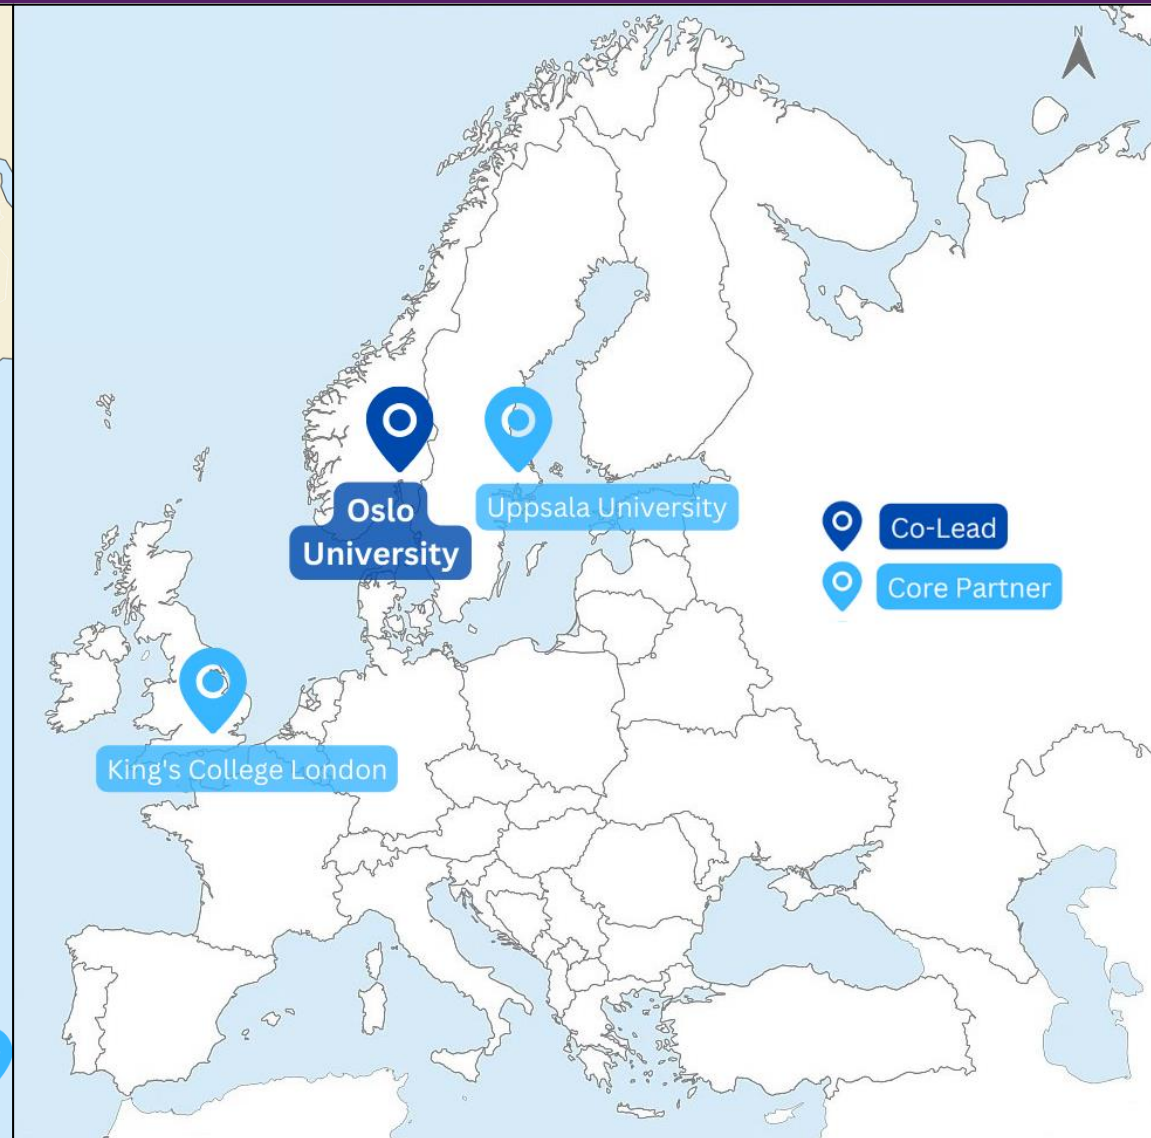 N
Oslo
University
Uppsala University
Co-Lead
Core Partner
King's College London